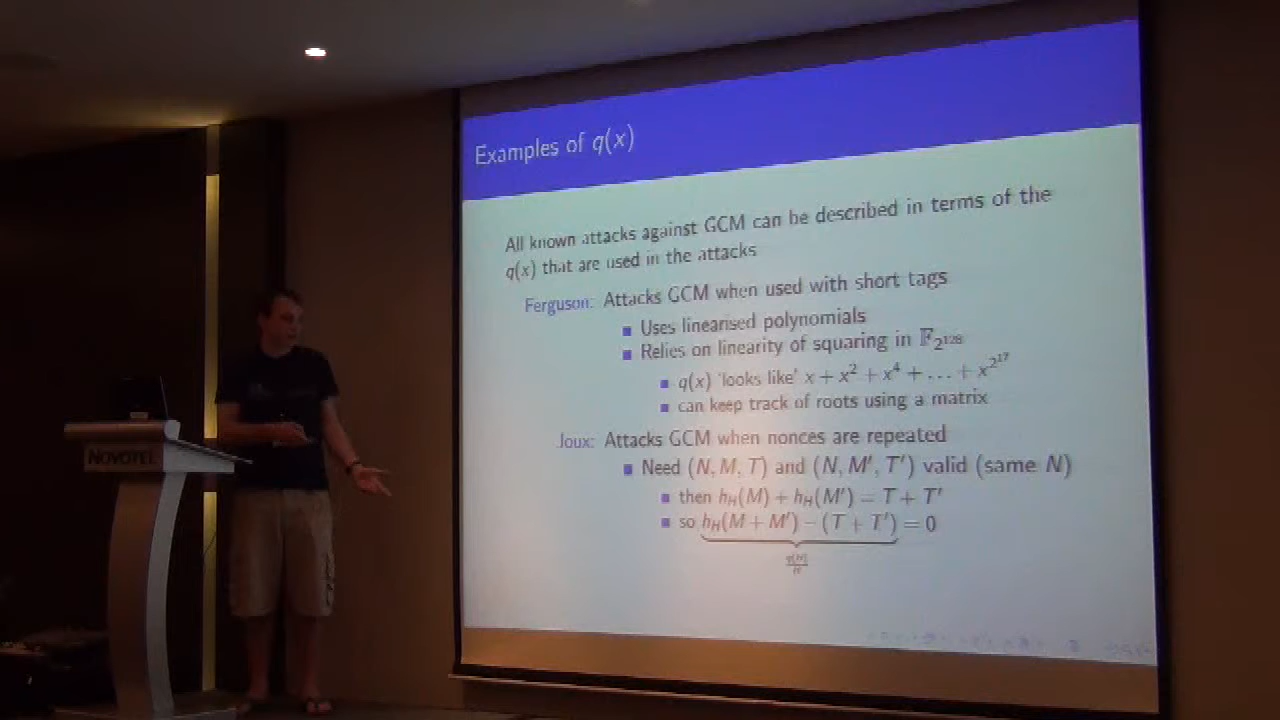 Examples of q(x)
All known attacks against GCM can be described in terms of the
q(x) that are used in the attacks
Ferguson: Attacks GCM when used with short tags
Uses linearised polynomials
Relies on linearity of squaring in 𝔽₂¹²⁸
q(x) 'looks like' x + x² + x⁴ + … + x^2^17
can keep track of roots using a matrix
Joux: Attacks GCM when nonces are repeated
Need (N, M, T) and (N, M′, T′) valid (same N)
then h_H(M) + h_H(M′) = T + T′
so h_H(M + M′) − (T + T′) = 0
NOVOTEL